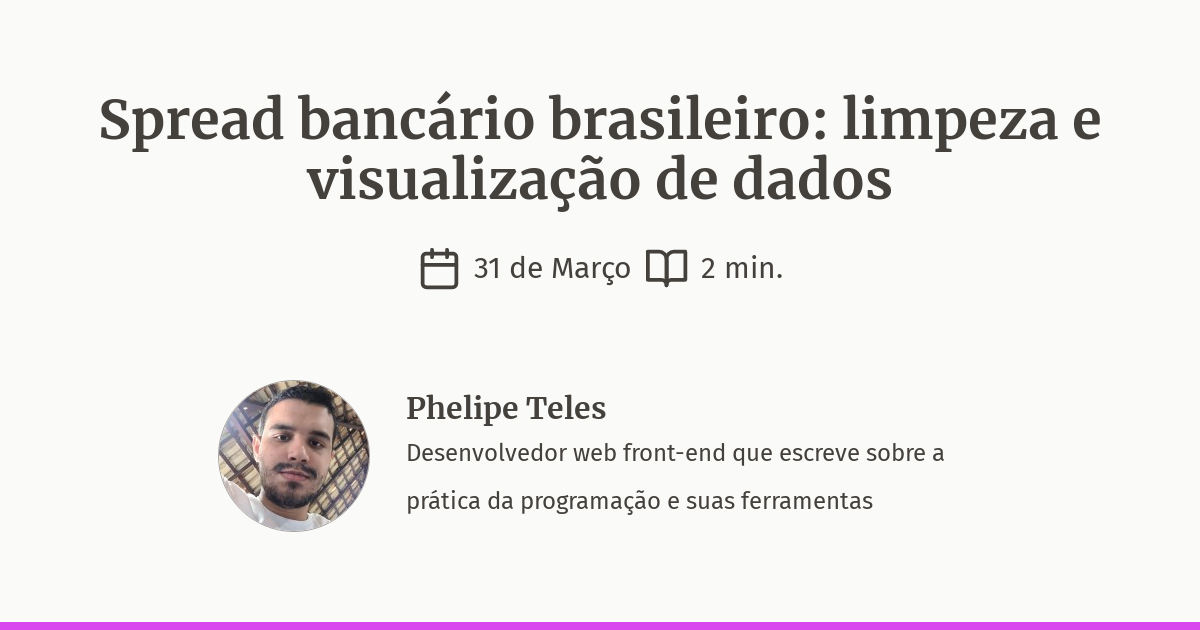 Spread bancário brasileiro: limpeza e
visualização de dados
31 de Março 2 min.
Phelipe Teles
Desenvolvedor web front-end que escreve sobre a
prática da programação e suas ferramentas